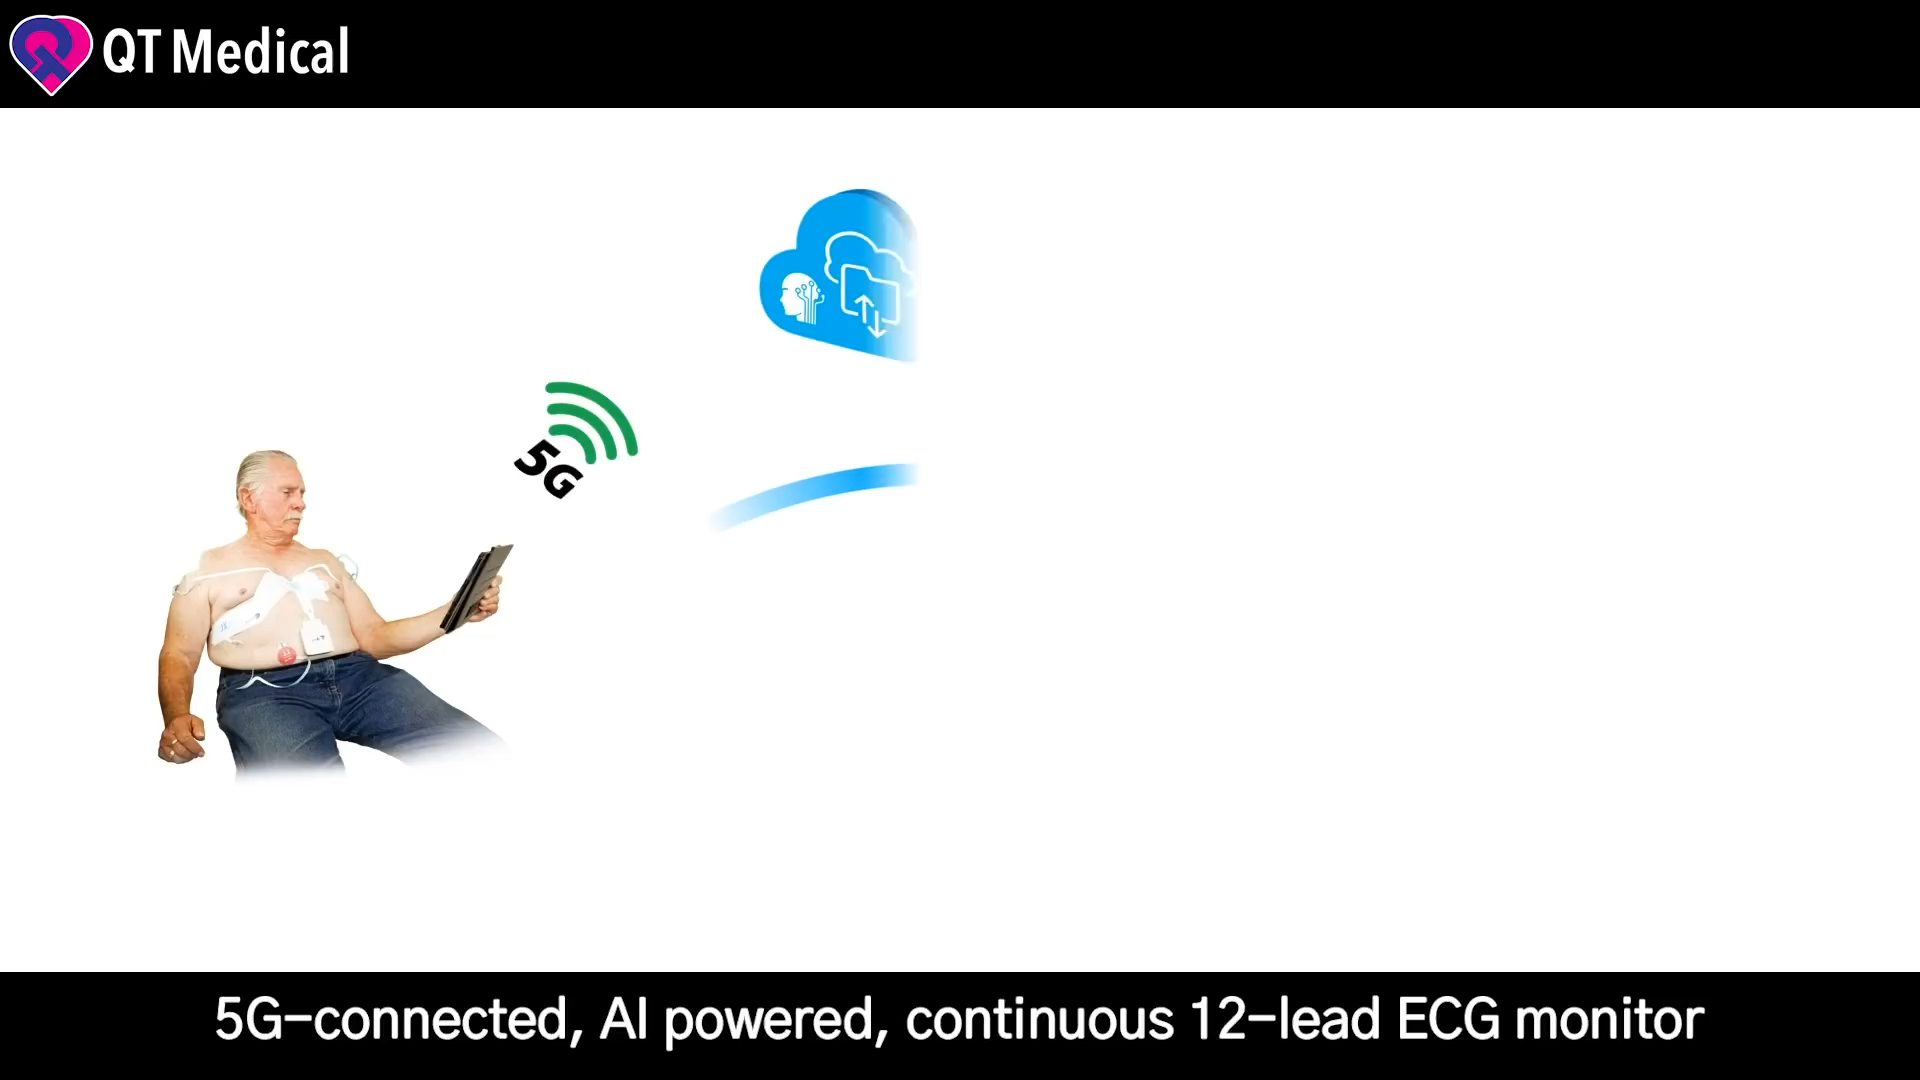 QT Medical
5G
5G-connected, AI powered, continuous 12-lead ECG monitor